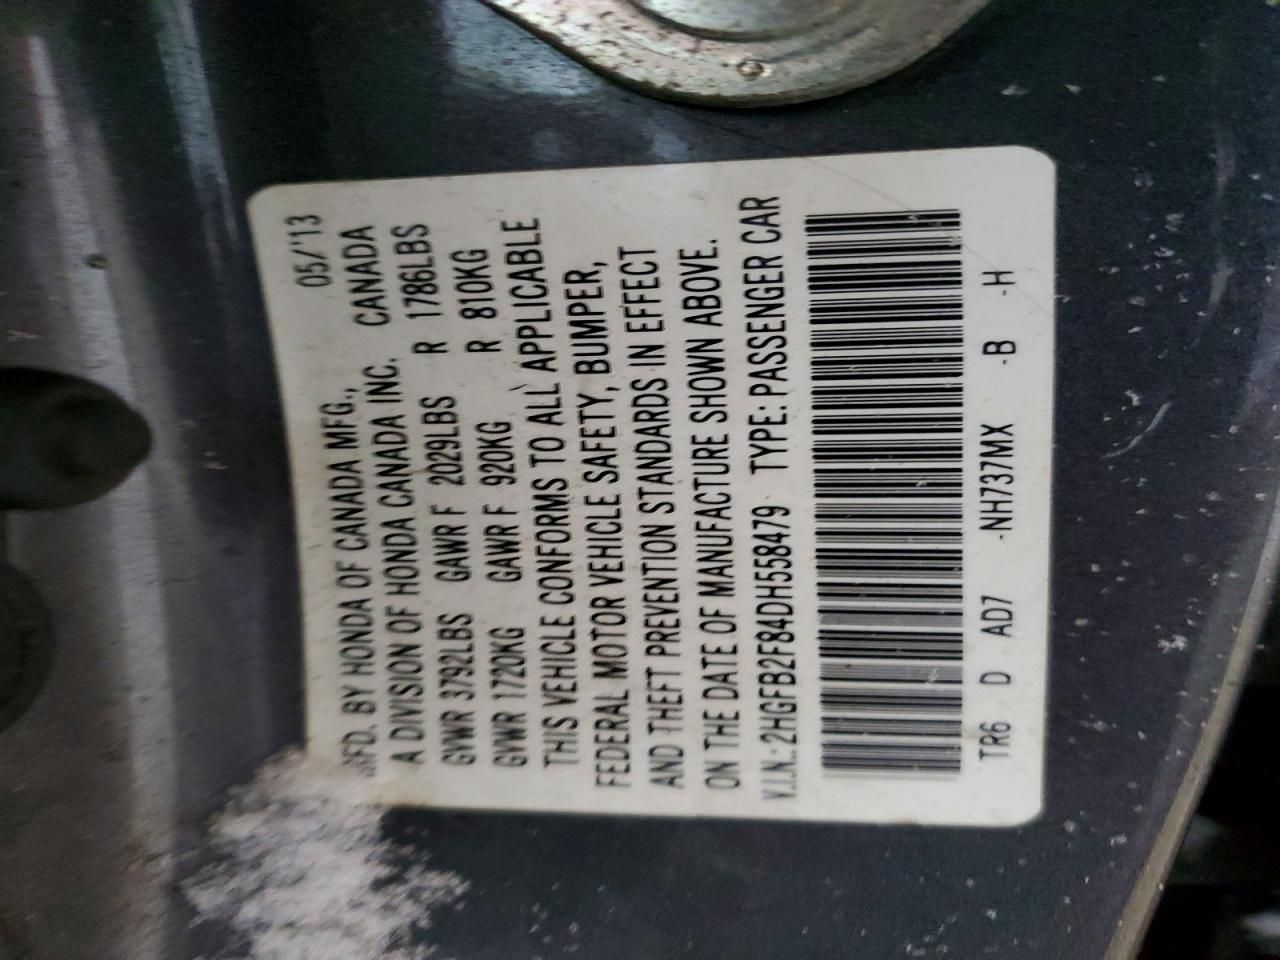 05/'13
MFD. BY HONDA OF CANADA MFG.,
A DIVISION OF HONDA CANADA INC. CANADA
GVWR 3792LBS GAWR F 2029LBS R 1786LBS
GVWR 1720KG GAWR F 920KG R 810KG
THIS VEHICLE CONFORMS TO ALL APPLICABLE
FEDERAL MOTOR VEHICLE SAFETY, BUMPER,
AND THEFT PREVENTION STANDARDS IN EFFECT
ON THE DATE OF MANUFACTURE SHOWN ABOVE.
V.I.N.: 2HGFB2F84DH558479 TYPE: PASSENGER CAR
TR6 D AD7 -NH737MX -B -H